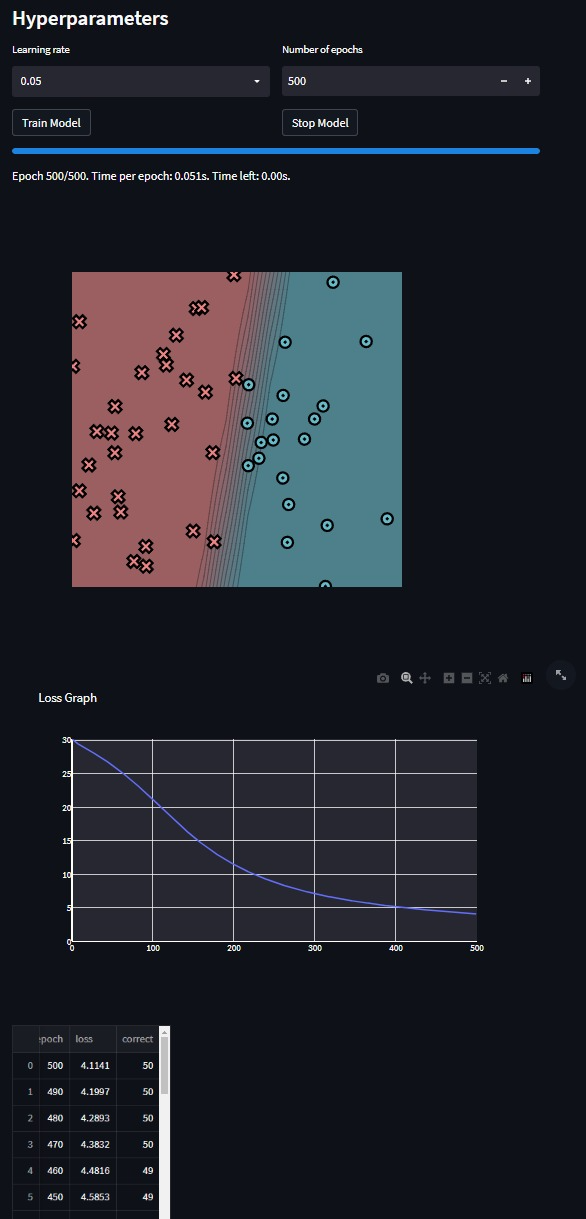 Hyperparameters
Learning rate Number of epochs
0.05 500 − +
Train Model Stop Model
Epoch 500/500. Time per epoch: 0.051s. Time left: 0.00s.
Loss Graph
30
25
20
15
10
5
0
0 100 200 300 400 500
epoch loss correct
0 500 4.1141 50
1 490 4.1997 50
2 480 4.2893 50
3 470 4.3832 50
4 460 4.4816 49
5 450 4.5853 49